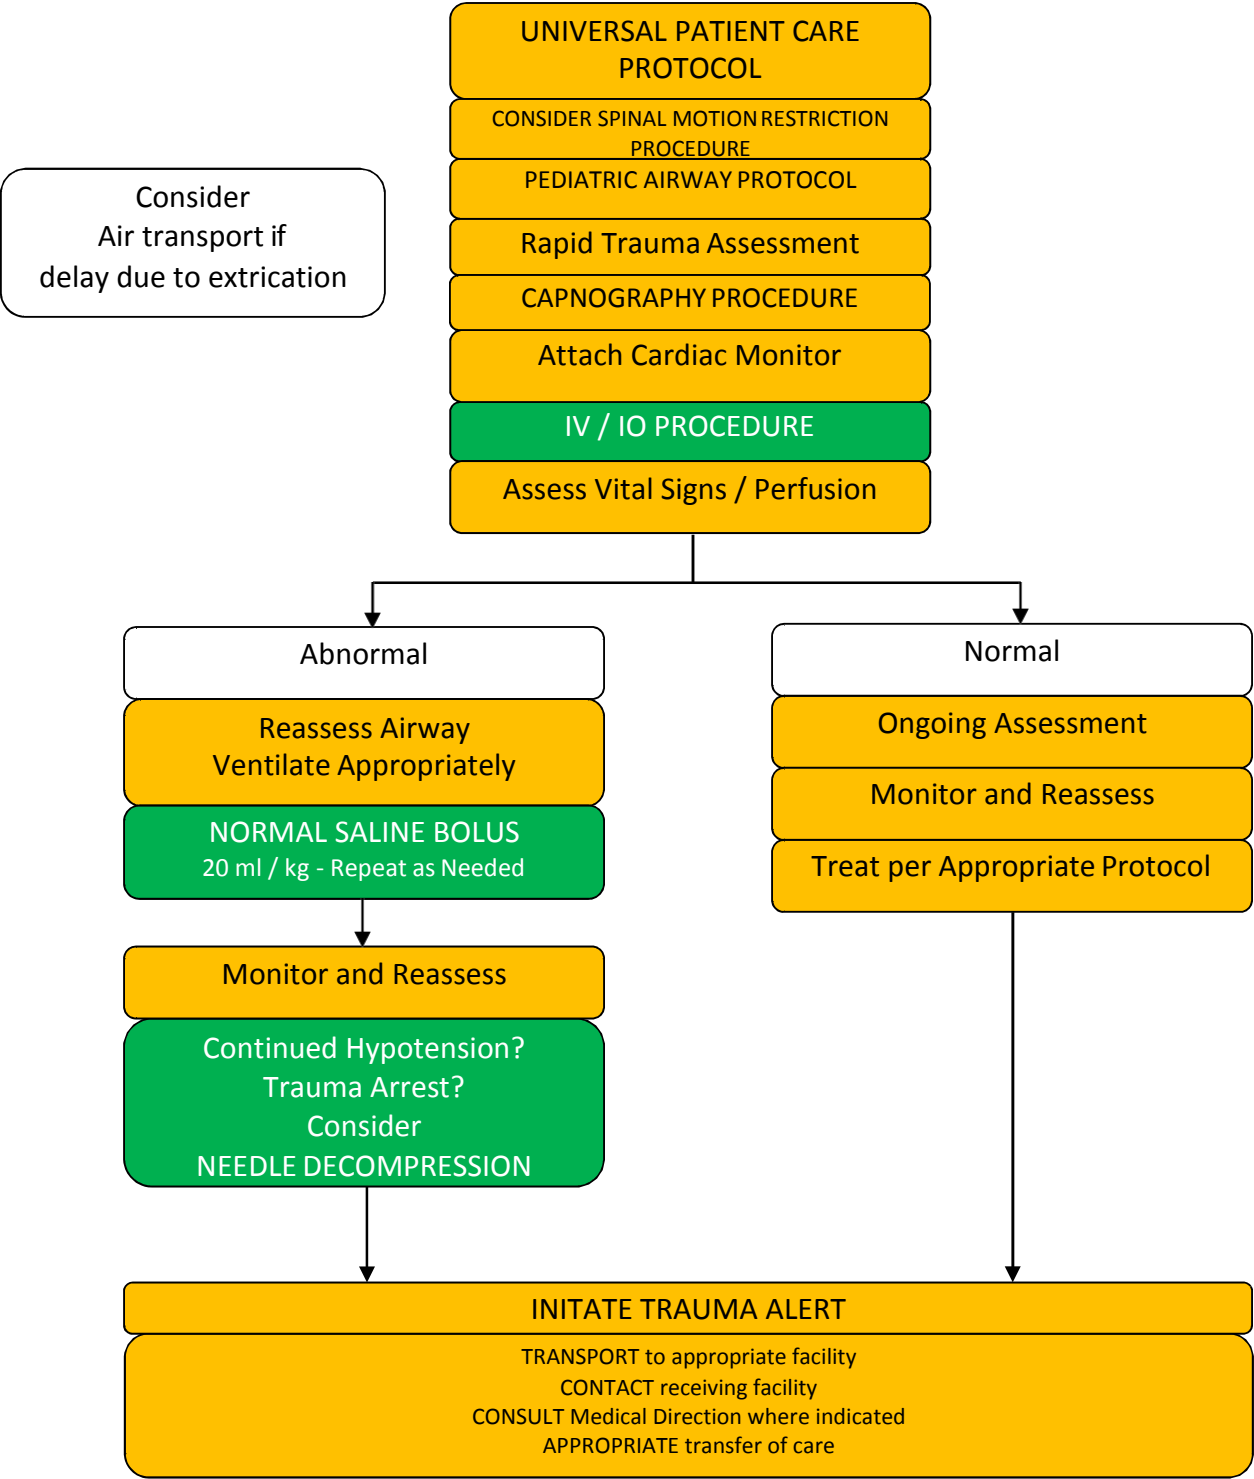 UNIVERSAL PATIENT CARE
PROTOCOL
CONSIDER SPINAL MOTION RESTRICTION
PROCEDURE
PEDIATRIC AIRWAY PROTOCOL
Consider
Air transport if
delay due to extrication
Rapid Trauma Assessment
CAPNOGRAPHY PROCEDURE
Attach Cardiac Monitor
IV / IO PROCEDURE
Assess Vital Signs / Perfusion
Abnormal
Reassess Airway
Ventilate Appropriately
NORMAL SALINE BOLUS
20 ml / kg - Repeat as Needed
Monitor and Reassess
Continued Hypotension?
Trauma Arrest?
Consider
NEEDLE DECOMPRESSION
Normal
Ongoing Assessment
Monitor and Reassess
Treat per Appropriate Protocol
INITATE TRAUMA ALERT
TRANSPORT to appropriate facility
CONTACT receiving facility
CONSULT Medical Direction where indicated
APPROPRIATE transfer of care